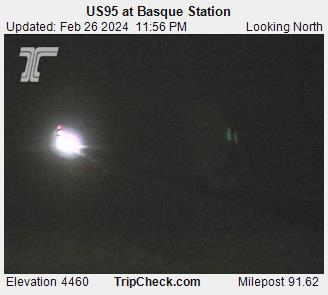 US95 at Basque Station
Updated: Feb 26 2024 11:56 PM Looking North
Elevation 4460 TripCheck.com Milepost 91.62